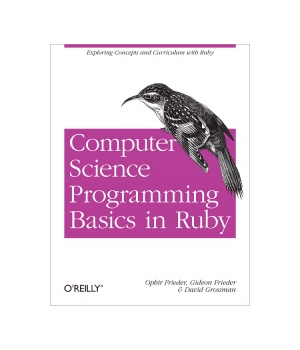 Exploring Concepts and Curriculum with Ruby
Computer
Science
Programming
Basics in Ruby
O'REILLY®
Ophir Frieder, Gideon Frieder
& David Grossman